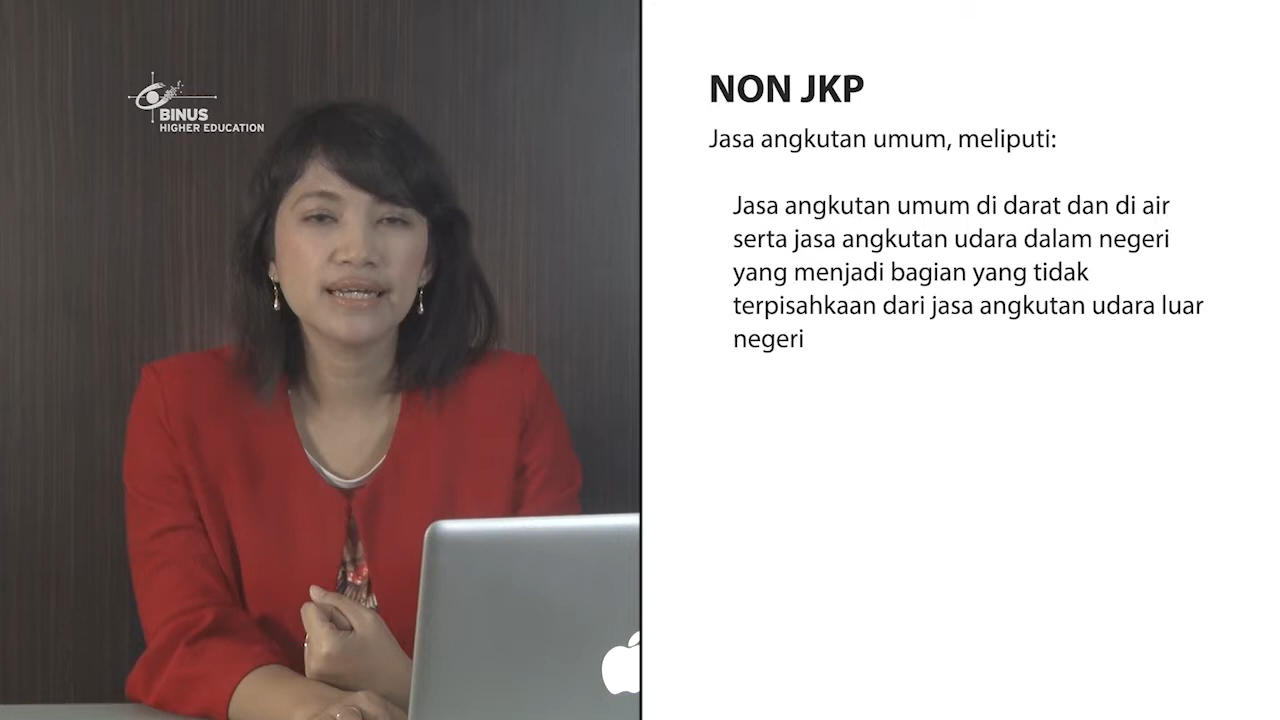 BINUS
HIGHER EDUCATION
NON JKP
Jasa angkutan umum, meliputi:
Jasa angkutan umum di darat dan di air
serta jasa angkutan udara dalam negeri
yang menjadi bagian yang tidak
terpisahkaan dari jasa angkutan udara luar
negeri